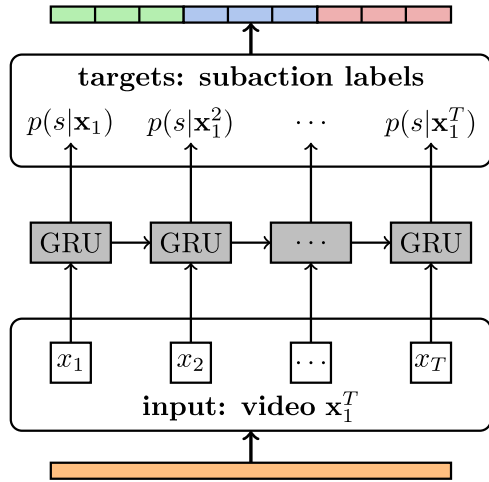 targets: subaction labels
p(s|x₁) p(s|x₁²) ⋯ p(s|x₁ᵀ)
GRU GRU ⋯ GRU
x₁ x₂ ⋯ x_T
input: video x₁ᵀ